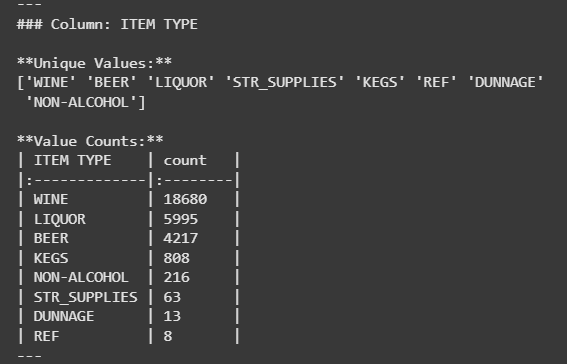 ---
### Column: ITEM TYPE
**Unique Values:**
['WINE' 'BEER' 'LIQUOR' 'STR_SUPPLIES' 'KEGS' 'REF' 'DUNNAGE'
 'NON-ALCOHOL']
**Value Counts:**
| ITEM TYPE    | count   |
|:-------------|:--------|
| WINE         | 18680   |
| LIQUOR       | 5995    |
| BEER         | 4217    |
| KEGS         | 808     |
| NON-ALCOHOL  | 216     |
| STR_SUPPLIES | 63      |
| DUNNAGE      | 13      |
| REF          | 8       |
---